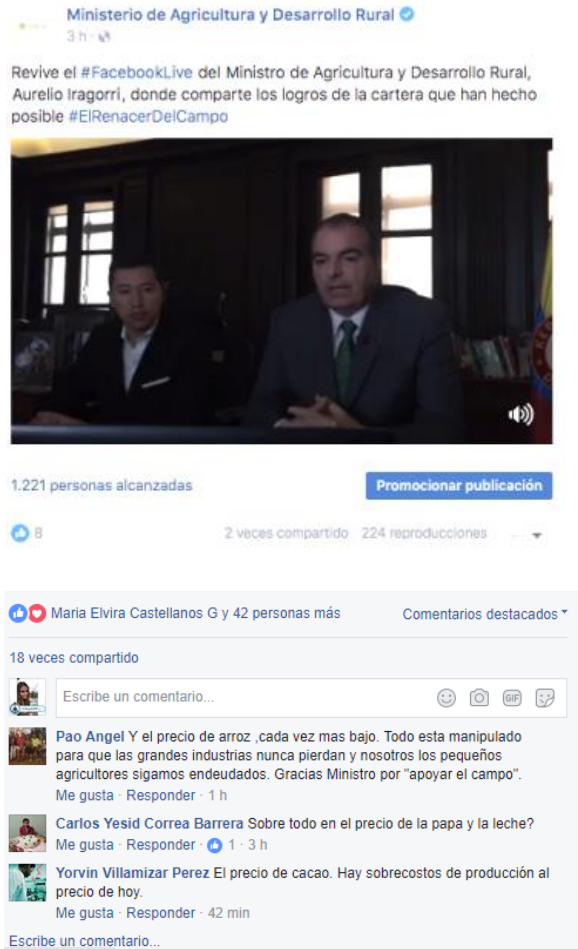 Ministerio de Agricultura y Desarrollo Rural
3 h ·
Revive el #FacebookLive del Ministro de Agricultura y Desarrollo Rural,
Aurelio Iragorri, donde comparte los logros de la cartera que han hecho
posible #ElRenacerDelCampo
1.221 personas alcanzadas
Promocionar publicación
8
2 veces compartido 224 reproducciones
Maria Elvira Castellanos G y 42 personas más
Comentarios destacados
18 veces compartido
Escribe un comentario...
GIF
Pao Angel Y el precio de arroz ,cada vez mas bajo. Todo esta manipulado
para que las grandes industrias nunca pierdan y nosotros los pequeños
agricultores sigamos endeudados. Gracias Ministro por "apoyar el campo".
Me gusta · Responder · 1 h
Carlos Yesid Correa Barrera Sobre todo en el precio de la papa y la leche?
Me gusta · Responder · 1 · 3 h
Yorvin Villamizar Perez El precio de cacao. Hay sobrecostos de producción al
precio de hoy.
Me gusta · Responder · 42 min
Escribe un comentario...